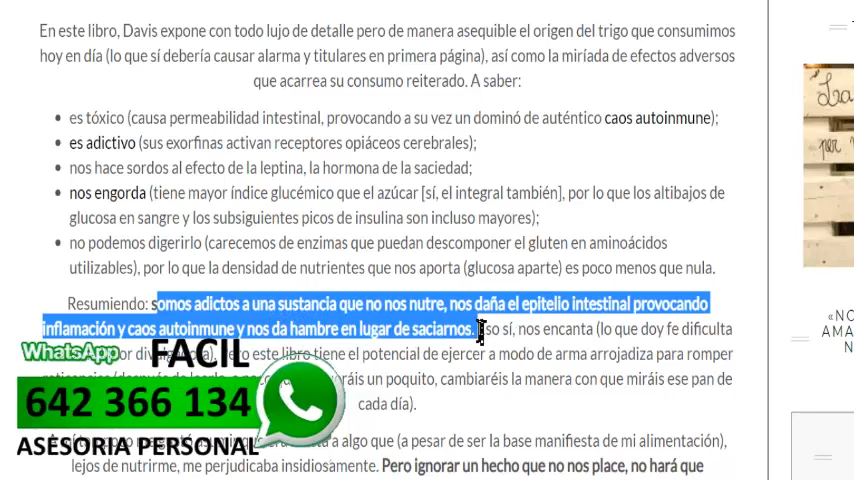 En este libro, Davis expone con todo lujo de detalle pero de manera asequible el origen del trigo que consumimos
hoy en día (lo que sí debería causar alarma y titulares en primera página), así como la miríada de efectos adversos
que acarrea su consumo reiterado. A saber:
es tóxico (causa permeabilidad intestinal, provocando a su vez un dominó de auténtico caos autoinmune);
es adictivo (sus exorfinas activan receptores opiáceos cerebrales);
nos hace sordos al efecto de la leptina, la hormona de la saciedad;
nos engorda (tiene mayor índice glucémico que el azúcar [sí, el integral también], por lo que los altibajos de
glucosa en sangre y los subsiguientes picos de insulina son incluso mayores);
no podemos digerirlo (carecemos de enzimas que puedan descomponer el gluten en aminoácidos
utilizables), por lo que la densidad de nutrientes que nos aporta (glucosa aparte) es poco menos que nula.
Resumiendo: somos adictos a una sustancia que no nos nutre, nos daña el epitelio intestinal provocando
inflamación y caos autoinmune y nos da hambre en lugar de saciarnos. so sí, nos encanta (lo que doy fe dificulta
este libro tiene el potencial de ejercer a modo de arma arrojadiza para romper
un poquito, cambiaréis la manera con que miráis ese pan de
cada día).
a algo que (a pesar de ser la base manifiesta de mi alimentación),
lejos de nutrirme, me perjudicaba insidiosamente. Pero ignorar un hecho que no nos place, no hará que
WhatsApp FACIL
642 366 134
ASESORIA PERSONAL
«NO
AMA
N